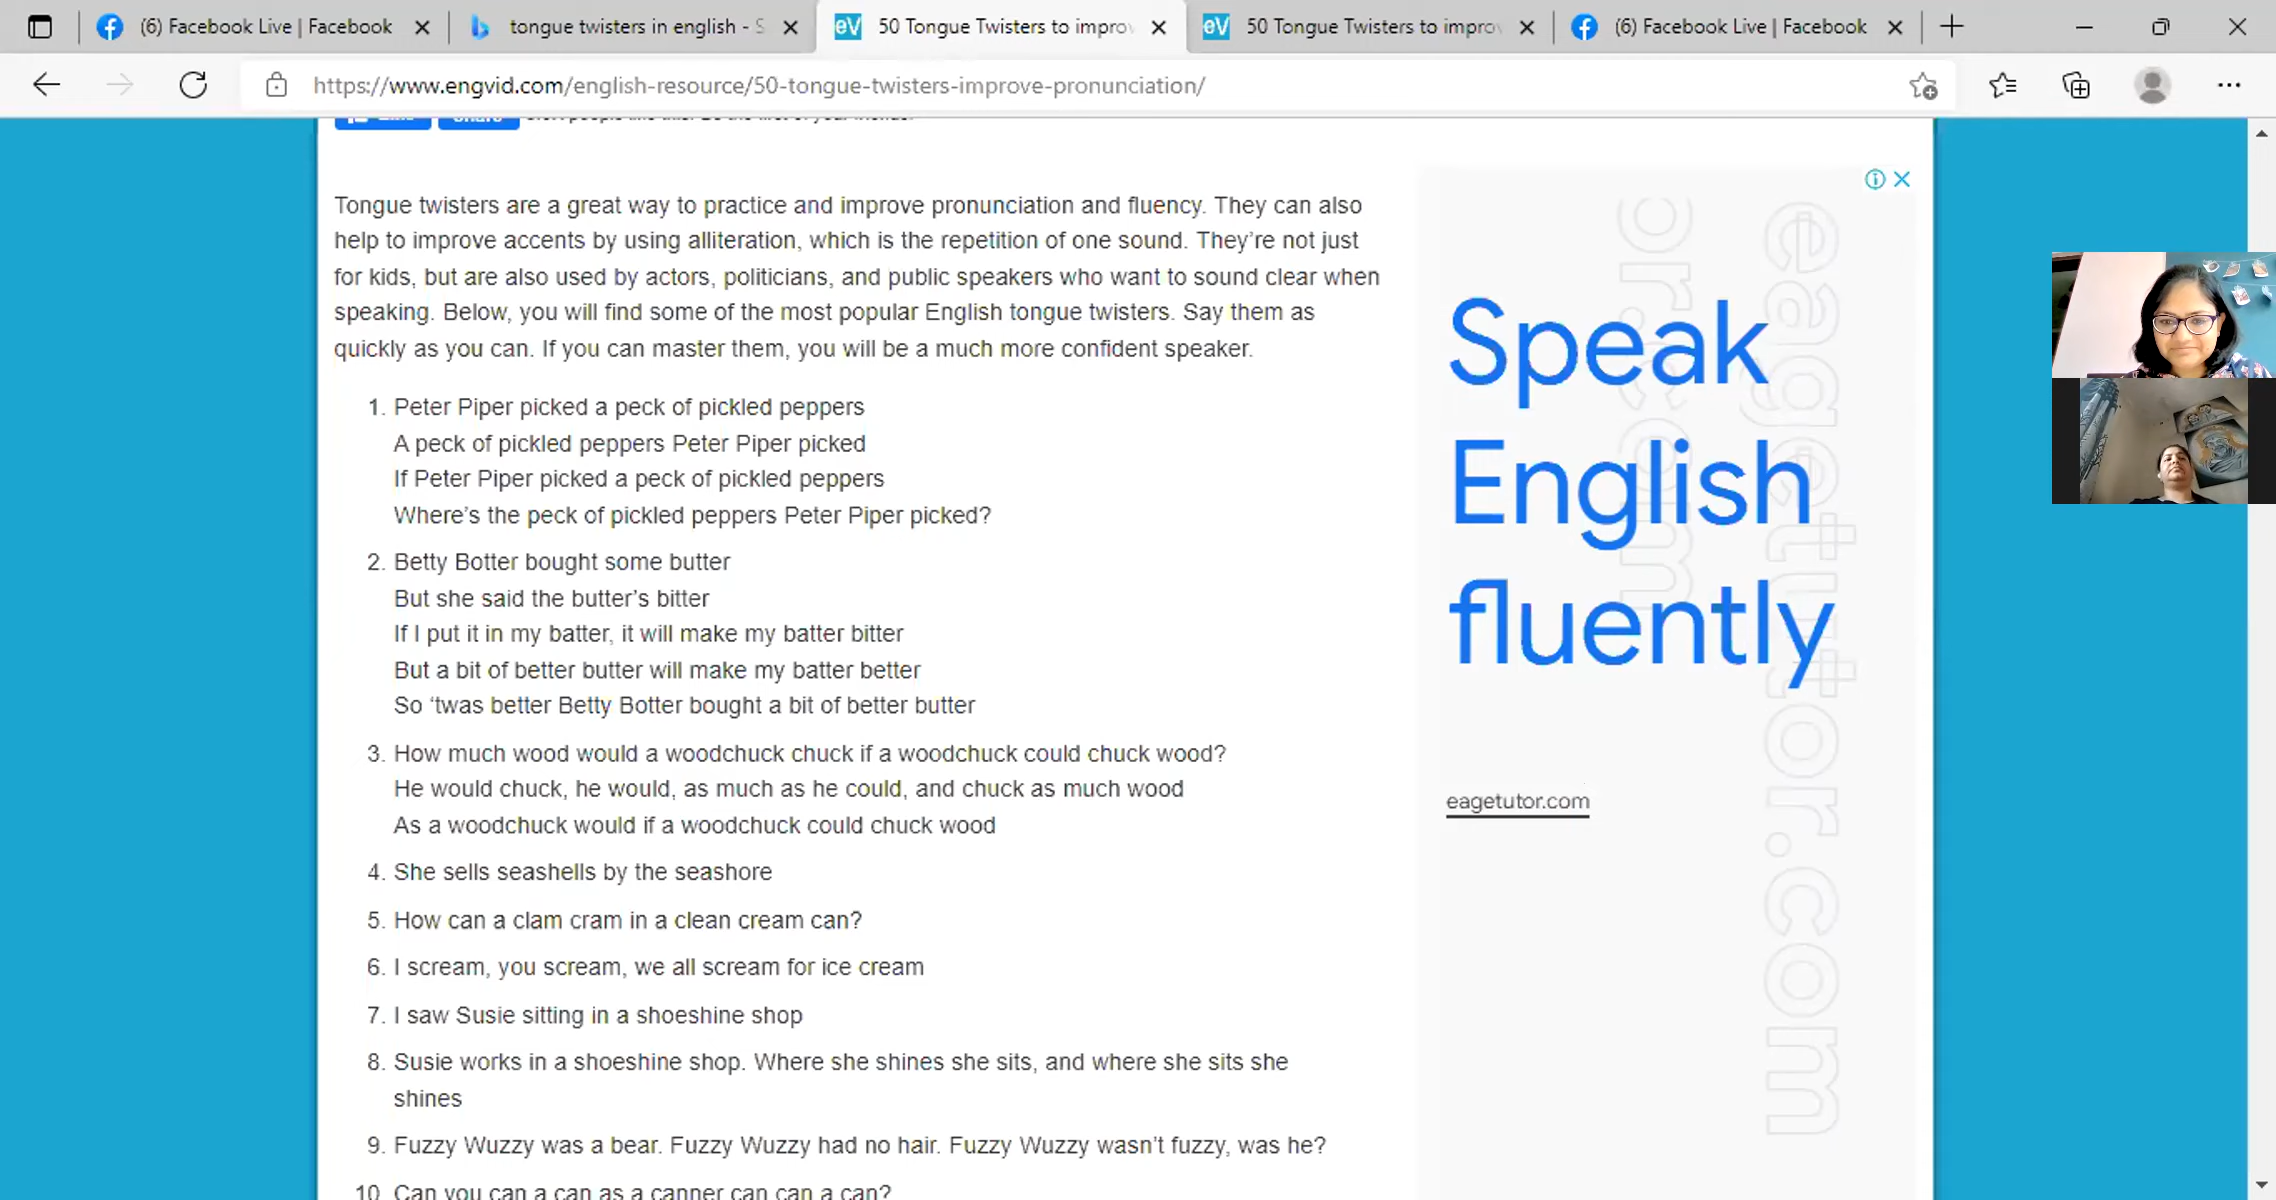 (6) Facebook Live | Facebook
tongue twisters in english - S
eV 50 Tongue Twisters to improv
eV 50 Tongue Twisters to improv
(6) Facebook Live | Facebook
https://www.engvid.com/english-resource/50-tongue-twisters-improve-pronunciation/
Tongue twisters are a great way to practice and improve pronunciation and fluency. They can also
help to improve accents by using alliteration, which is the repetition of one sound. They’re not just
for kids, but are also used by actors, politicians, and public speakers who want to sound clear when
speaking. Below, you will find some of the most popular English tongue twisters. Say them as
quickly as you can. If you can master them, you will be a much more confident speaker.
1. Peter Piper picked a peck of pickled peppers
A peck of pickled peppers Peter Piper picked
If Peter Piper picked a peck of pickled peppers
Where’s the peck of pickled peppers Peter Piper picked?
2. Betty Botter bought some butter
But she said the butter’s bitter
If I put it in my batter, it will make my batter bitter
But a bit of better butter will make my batter better
So ‘twas better Betty Botter bought a bit of better butter
3. How much wood would a woodchuck chuck if a woodchuck could chuck wood?
He would chuck, he would, as much as he could, and chuck as much wood
As a woodchuck would if a woodchuck could chuck wood
4. She sells seashells by the seashore
5. How can a clam cram in a clean cream can?
6. I scream, you scream, we all scream for ice cream
7. I saw Susie sitting in a shoeshine shop
8. Susie works in a shoeshine shop. Where she shines she sits, and where she sits she
shines
9. Fuzzy Wuzzy was a bear. Fuzzy Wuzzy had no hair. Fuzzy Wuzzy wasn’t fuzzy, was he?
10. Can you can a can as a canner can can a can?
Speak
English
fluently
eagetutor.com
eagetutor.com